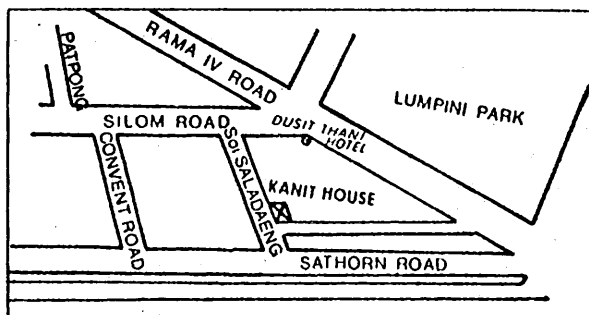 PATPONG
RAMA IV ROAD
LUMPINI PARK
SILOM ROAD
DUSIT THANI
HOTEL
CONVENT ROAD
Soi SALADAENG
KANIT HOUSE
SATHORN ROAD